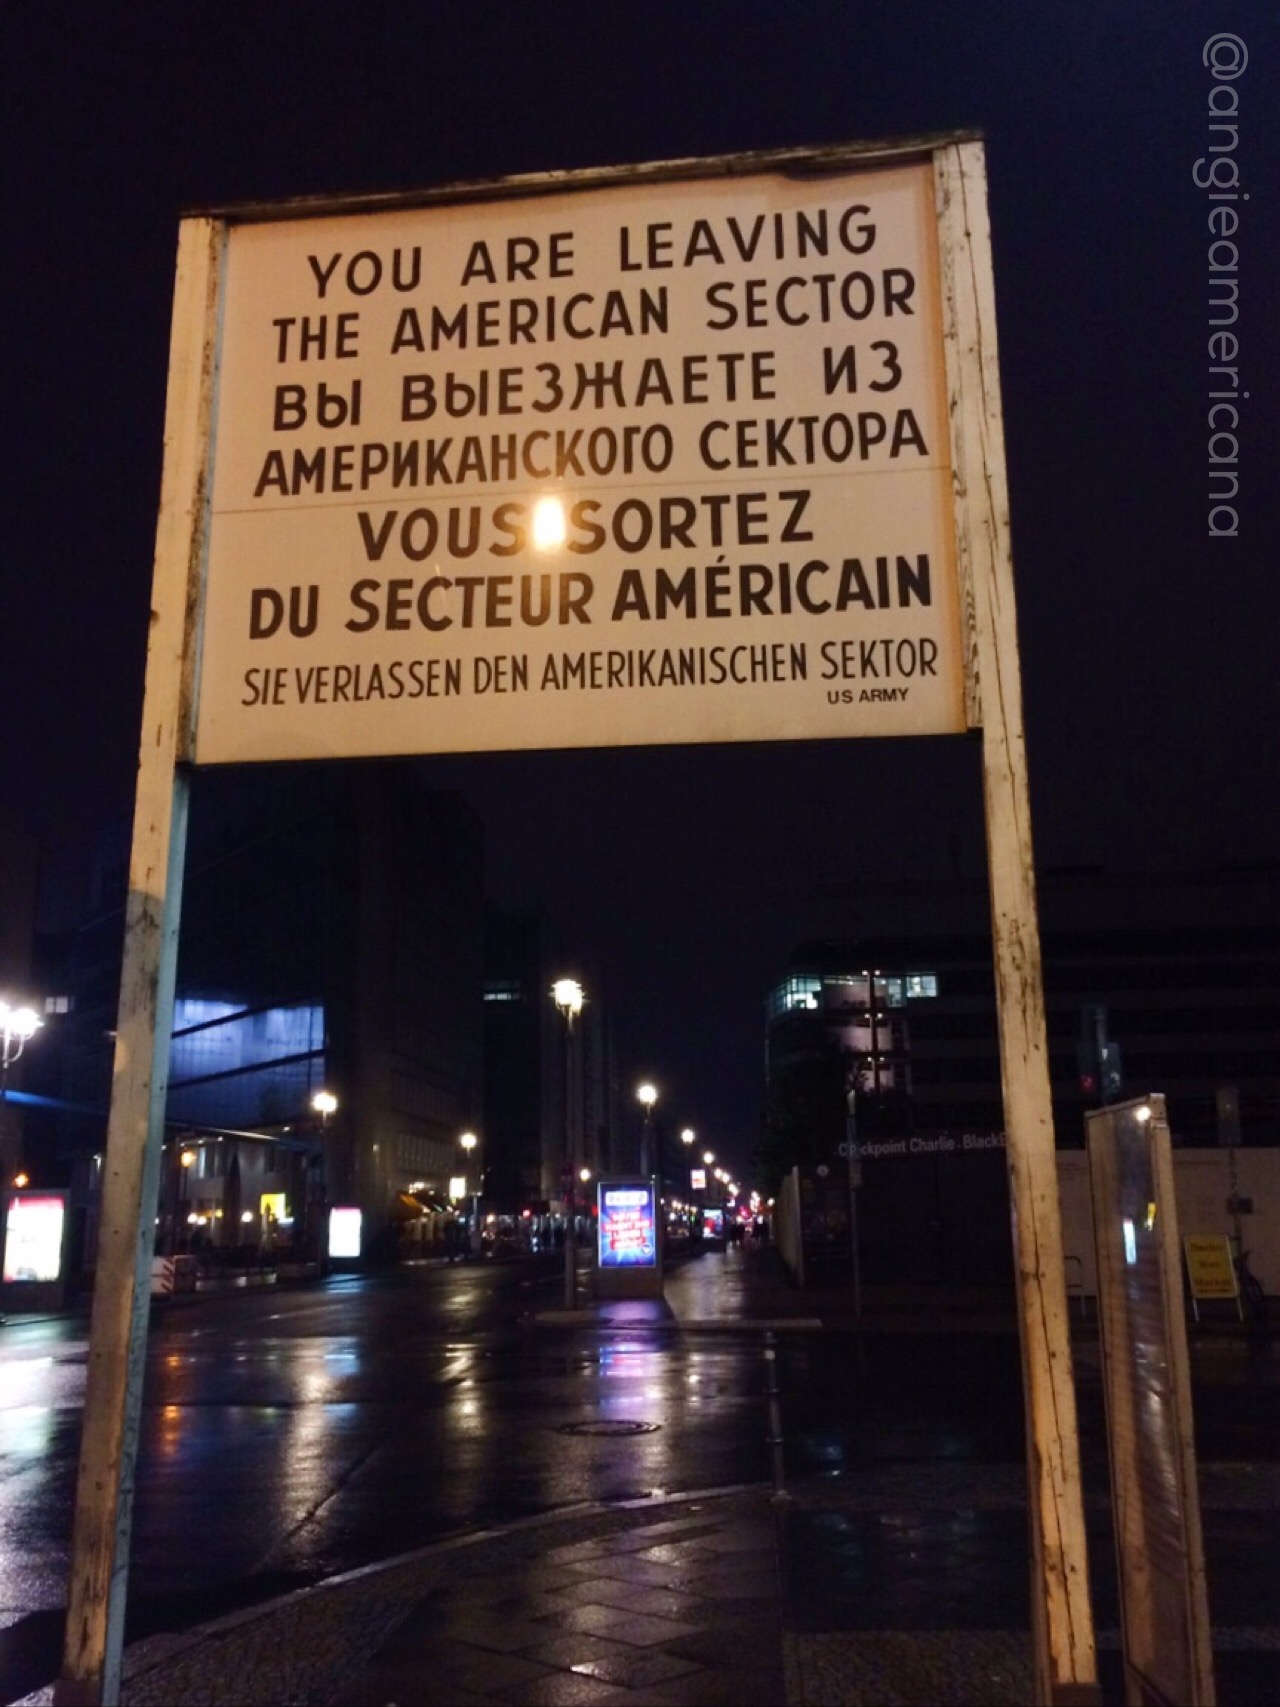 YOU ARE LEAVING
THE AMERICAN SECTOR
ВЫ ВЫЕЗЖАЕТЕ ИЗ
АМЕРИКАНСКОГО СЕКТОРА
VOUS SORTEZ
DU SECTEUR AMÉRICAIN
SIE VERLASSEN DEN AMERIKANISCHEN SEKTOR
US ARMY
Charlie
@angieamericana